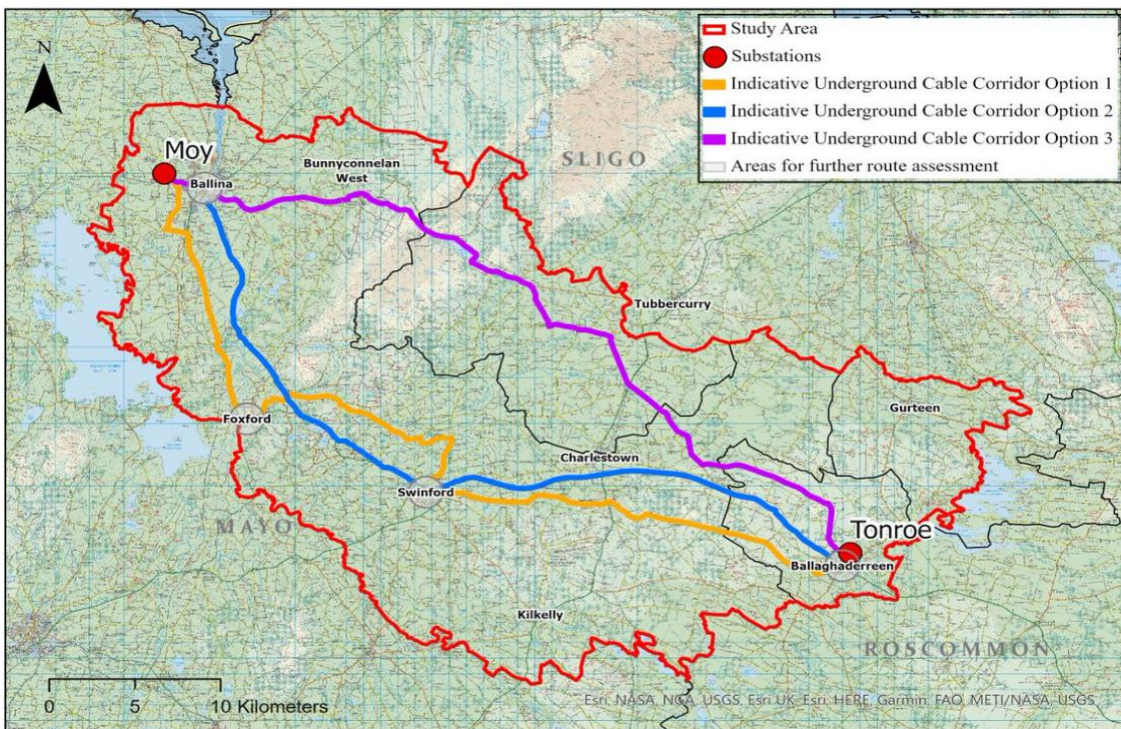 Study Area
Substations
Indicative Underground Cable Corridor Option 1
Indicative Underground Cable Corridor Option 2
Indicative Underground Cable Corridor Option 3
Areas for further route assessment
N
Moy
Ballina
Bunnyconnelan
West
SLIGO
Tubbercurry
Foxford
Gurteen
Charlestown
Swinford
MAYO
Tonroe
Ballaghaderreen
Kilkelly
ROSCOMMON
0 5 10 Kilometers
Esri, NASA, NGA, USGS, Esri UK, Esri, HERE, Garmin, FAO, METI/NASA, USGS